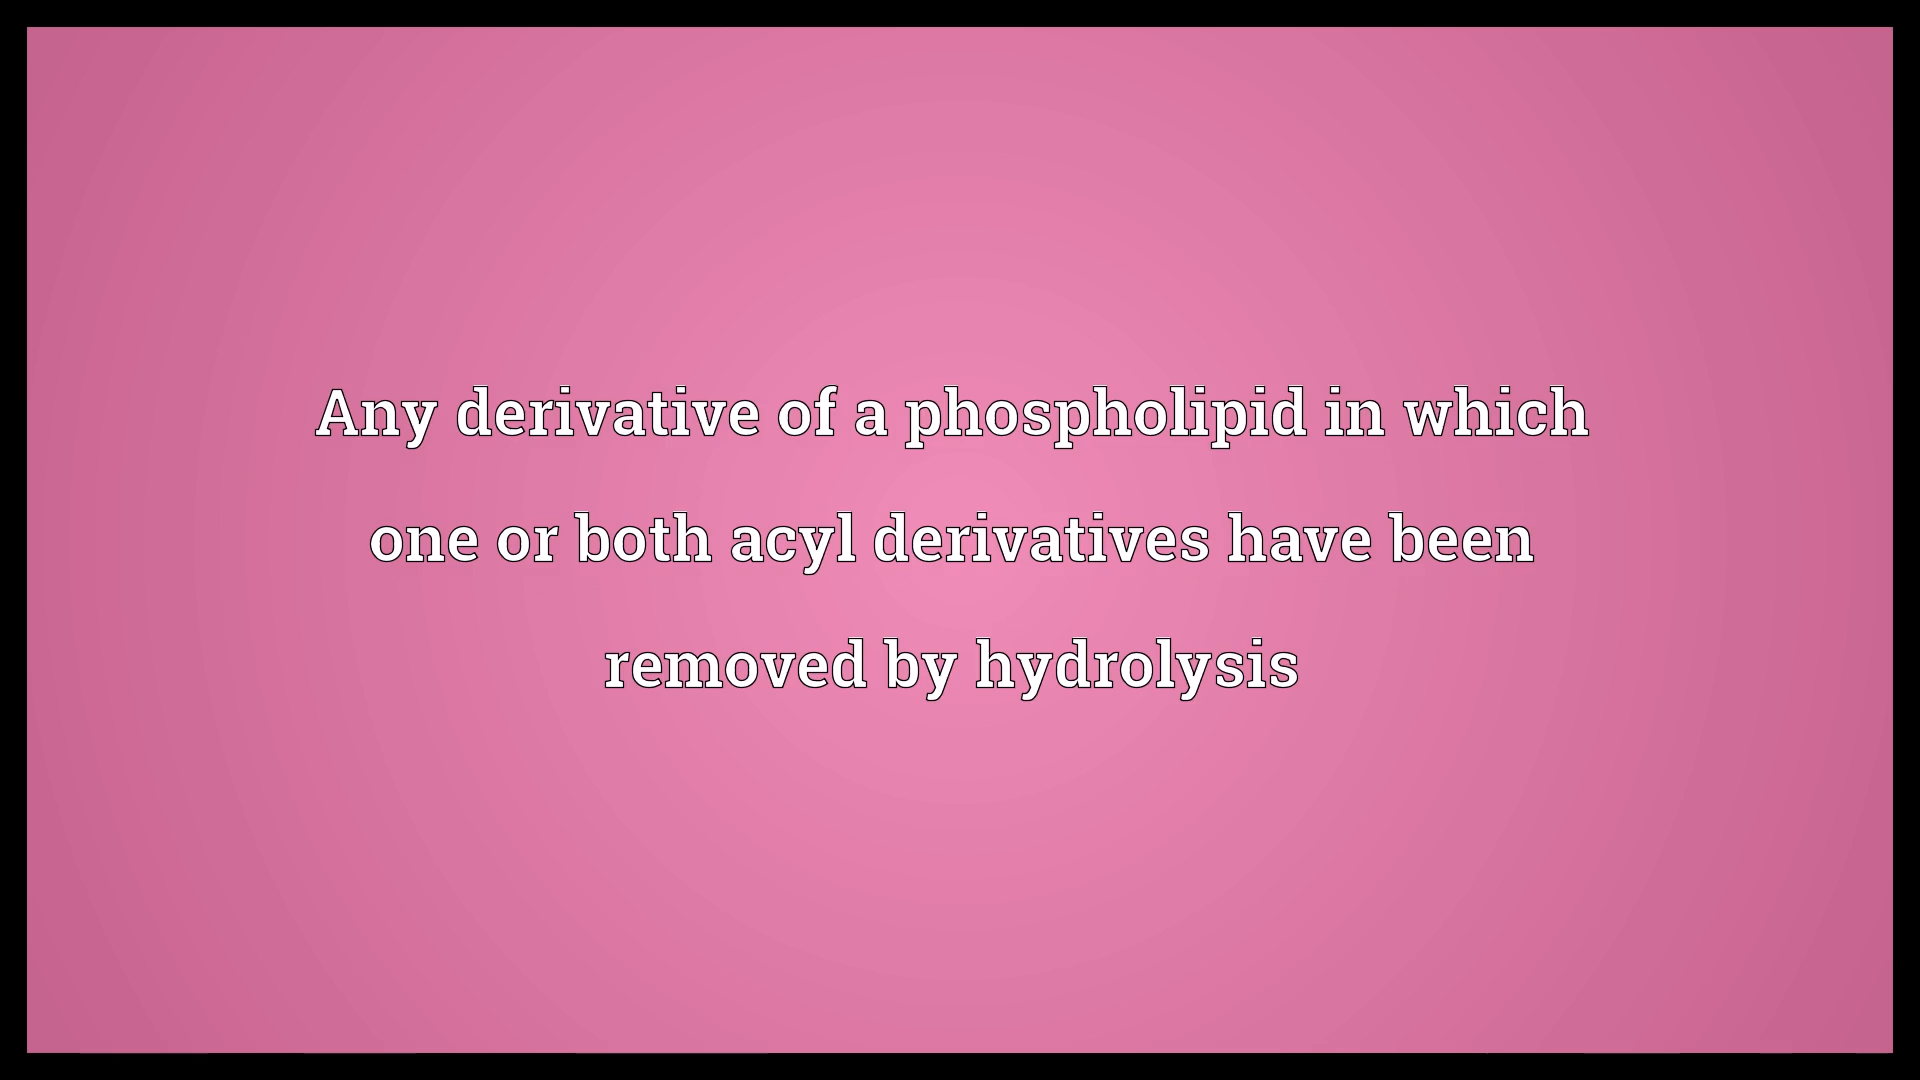 Any derivative of a phospholipid in which
one or both acyl derivatives have been
removed by hydrolysis